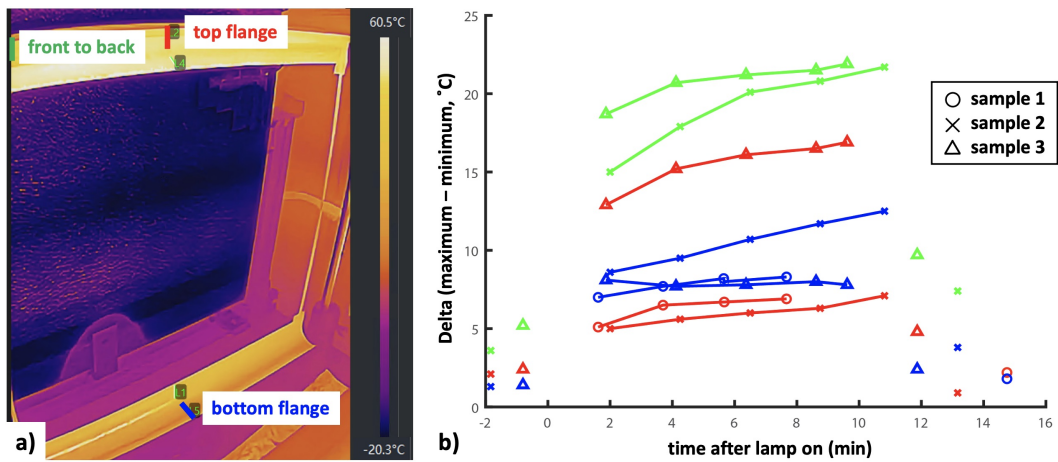 60.5°C
top flange
front to back
bottom flange
a)
-20.3°C
25
20
15
10
5
0
Delta (maximum – minimum, ˚C)
sample 1
sample 2
sample 3
-2 0 2 4 6 8 10 12 14 16
b)
time after lamp on (min)